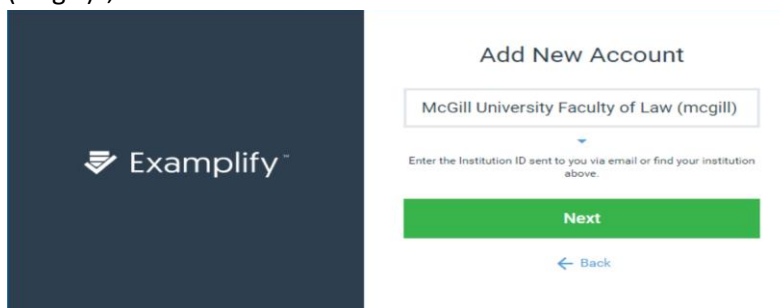 Add New Account
McGill University Faculty of Law (mcgill)
Examplify™
Enter the Institution ID sent to you via email or find your institution
above.
Next
← Back